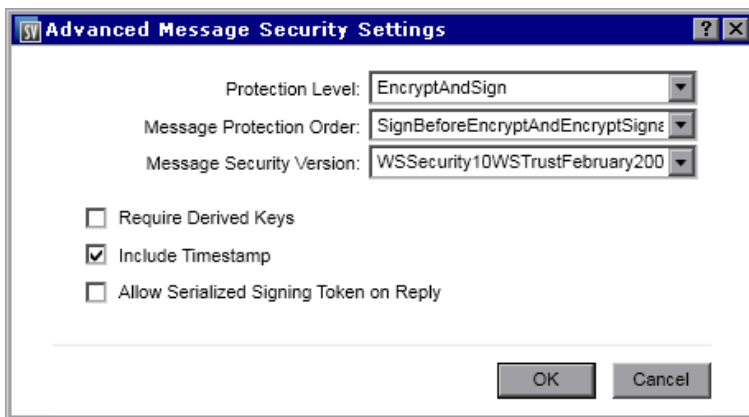 SV Advanced Message Security Settings ? X
Protection Level: EncryptAndSign
Message Protection Order: SignBeforeEncryptAndEncryptSigna
Message Security Version: WSSecurity10WSTrustFebruary200
Require Derived Keys
Include Timestamp
Allow Serialized Signing Token on Reply
OK Cancel